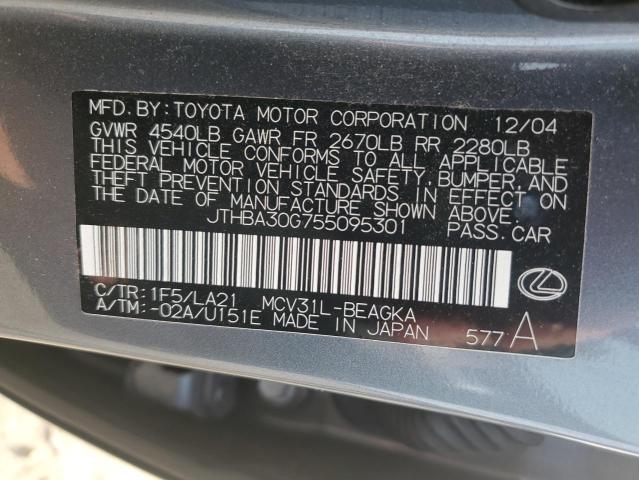 MFD. BY: TOYOTA MOTOR CORPORATION 12/04
GVWR 4540LB GAWR FR 2670LB RR 2280LB
THIS VEHICLE CONFORMS TO ALL APPLICABLE
FEDERAL MOTOR VEHICLE SAFETY, BUMPER, AND
THEFT PREVENTION STANDARDS IN EFFECT ON
THE DATE OF MANUFACTURE SHOWN ABOVE.
JTHBA30G755095301 PASS. CAR
C/TR: 1F5/LA21 MCV31L-BEAGKA
A/TM: -02A/U151E MADE IN JAPAN 577 A